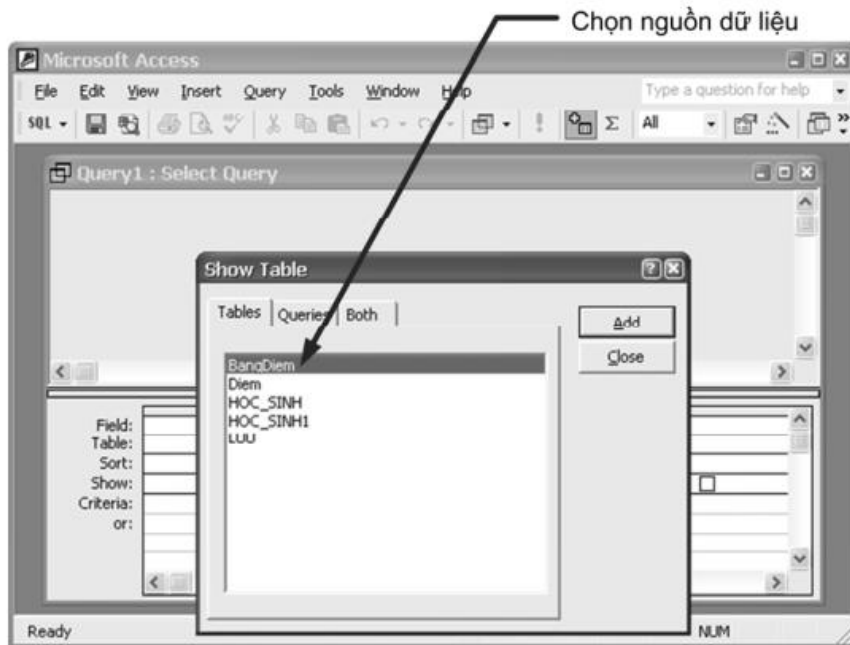 Chọn nguồn dữ liệu
Microsoft Access
File Edit View Insert Query Tools Window Help Type a question for help
SQL All
Query1 : Select Query
Show Table
Tables Queries Both
Add
Close
BangDiem
Diem
HOC_SINH
HOC_SINH1
LUU
Field:
Table:
Sort:
Show:
Criteria:
or:
Ready NUM